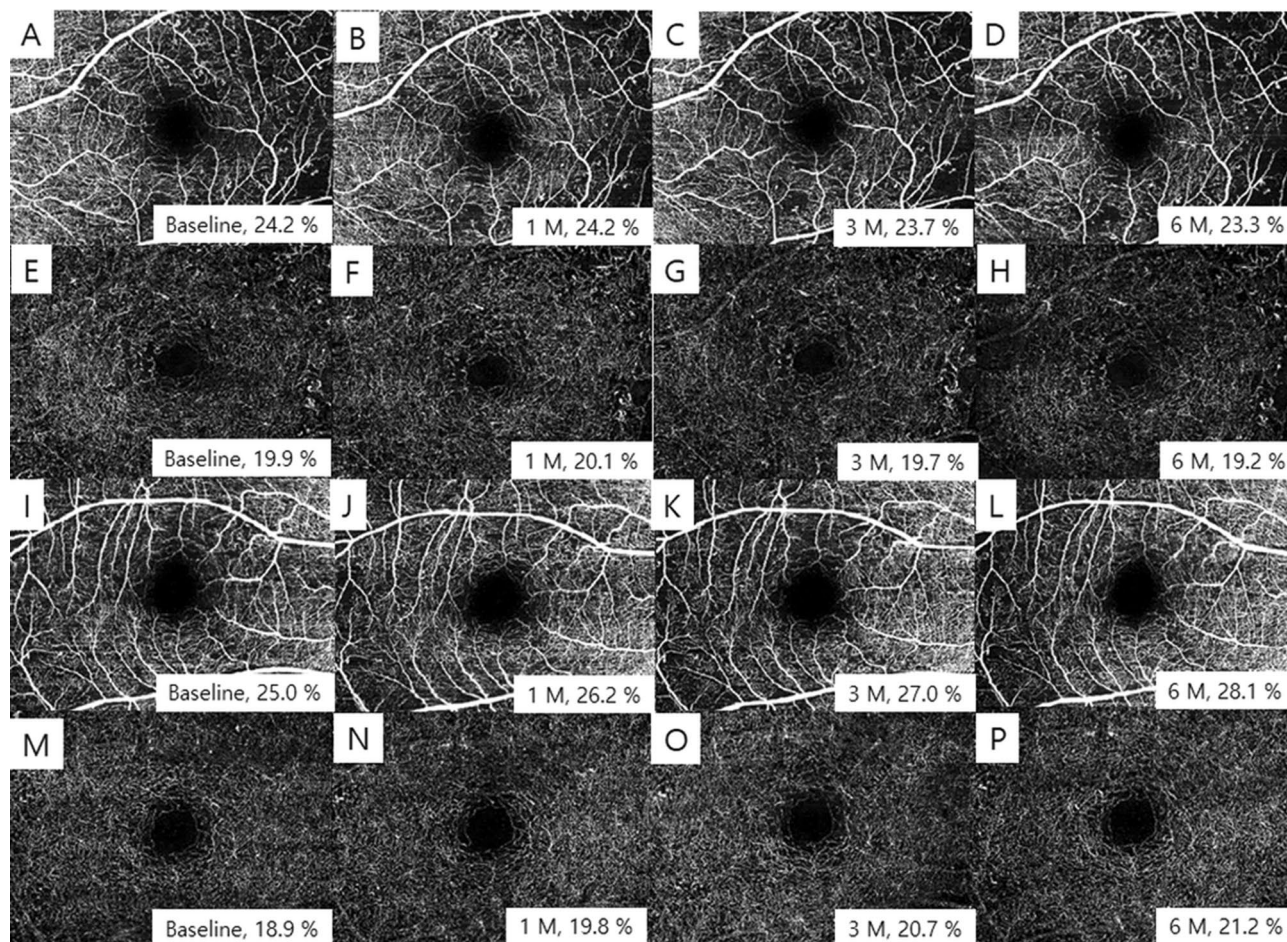 A
B
C
D
Baseline, 24.2 %
1 M, 24.2 %
3 M, 23.7 %
6 M, 23.3 %
E
F
G
H
Baseline, 19.9 %
1 M, 20.1 %
3 M, 19.7 %
6 M, 19.2 %
I
J
K
L
Baseline, 25.0 %
1 M, 26.2 %
3 M, 27.0 %
6 M, 28.1 %
M
N
O
P
Baseline, 18.9 %
1 M, 19.8 %
3 M, 20.7 %
6 M, 21.2 %